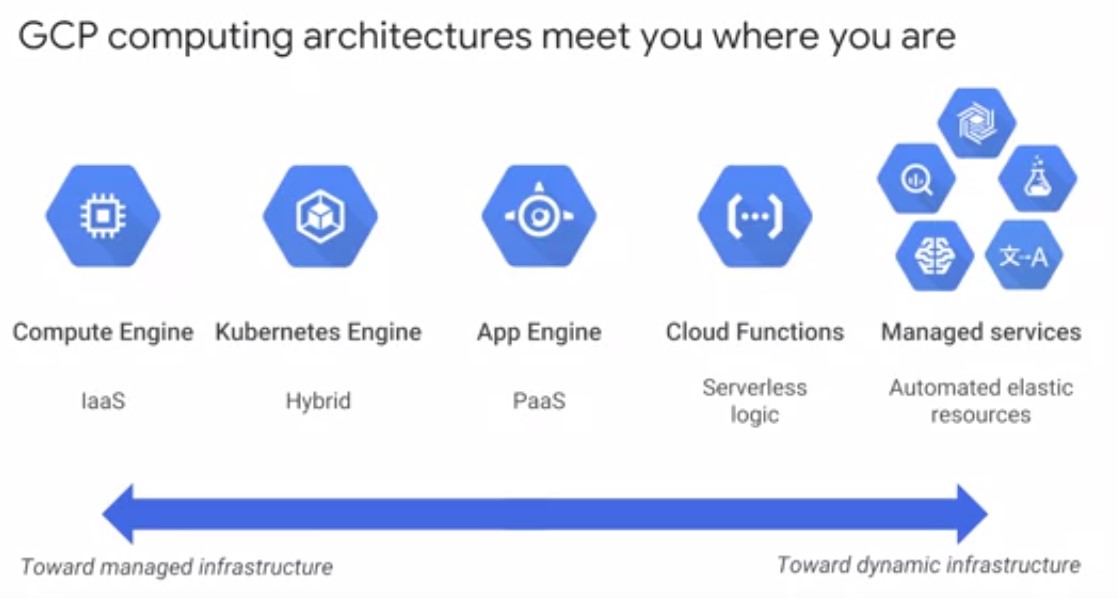 GCP computing architectures meet you where you are
文→A
Compute Engine
Kubernetes Engine
App Engine
Cloud Functions
Managed services
IaaS
Hybrid
PaaS
Serverless
logic
Automated elastic
resources
Toward managed infrastructure
Toward dynamic infrastructure